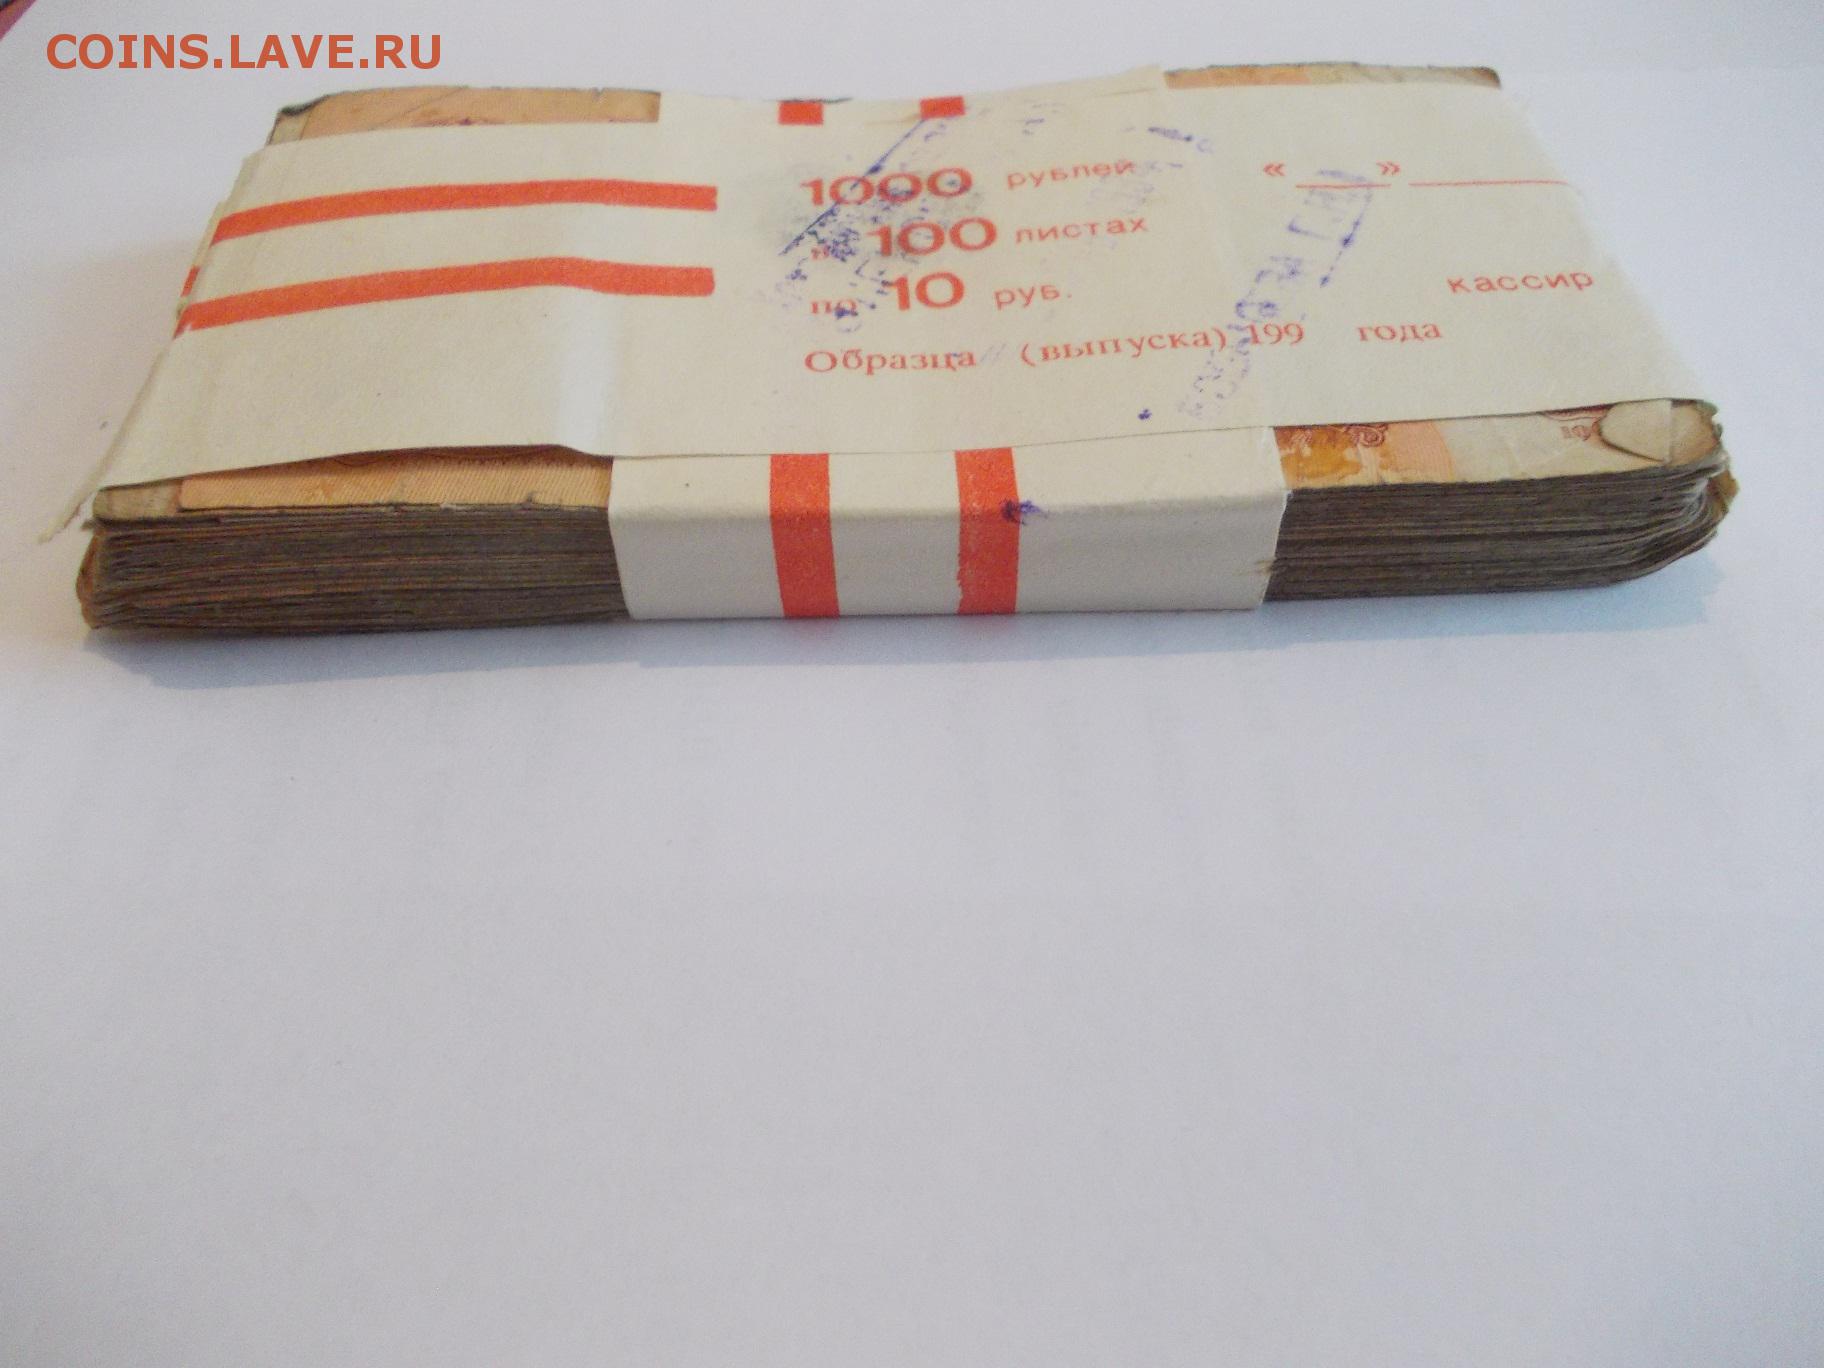 COINS.LAVE.RU
1000 рублей « »
в 100 листах
по 10 руб. кассир
Образца (выпуска) 199 года